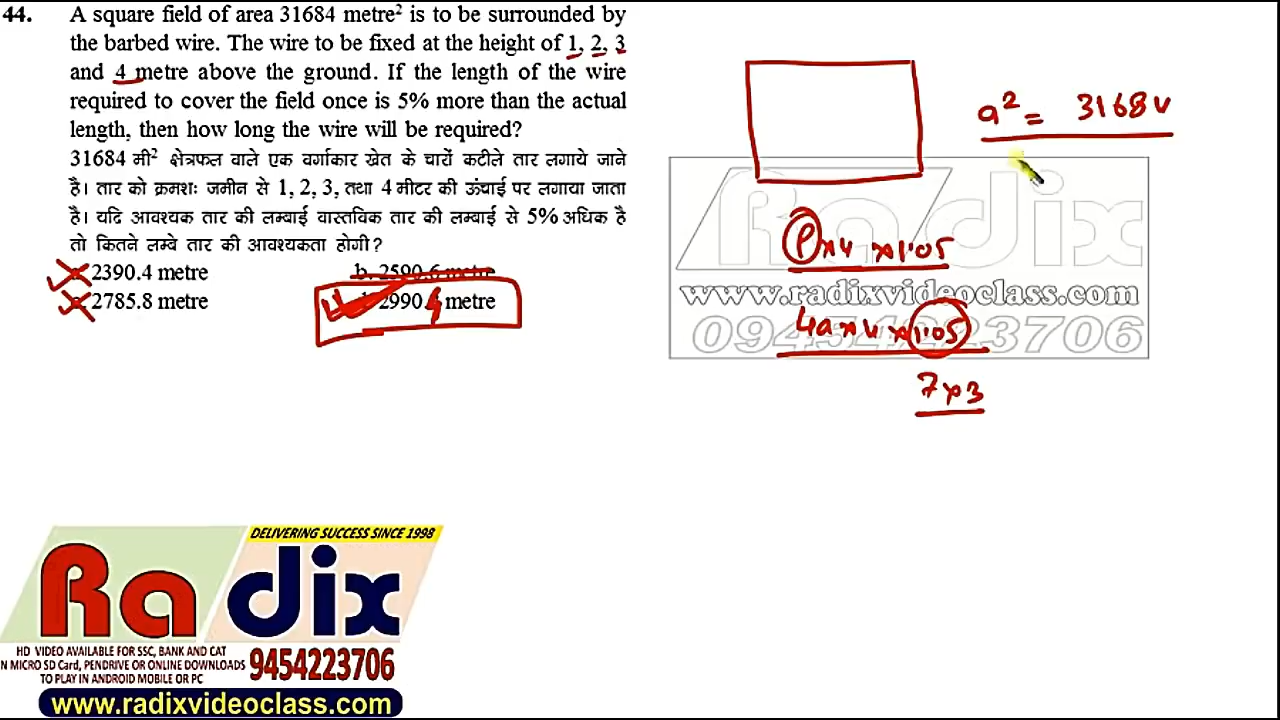 44. A square field of area 31684 metre² is to be surrounded by
the barbed wire. The wire to be fixed at the height of 1, 2, 3
and 4 metre above the ground. If the length of the wire
required to cover the field once is 5% more than the actual
length, then how long the wire will be required?
31684 मी² क्षेत्रफल वाले एक वर्गाकार खेत के चारों कटीले तार लगाये जाने
है। तार को क्रमशः जमीन से 1, 2, 3, तथा 4 मीटर की ऊंचाई पर लगाया जाता
है। यदि आवश्यक तार की लम्बाई वास्तविक तार की लम्बाई से 5% अधिक है
तो कितने लम्बे तार की आवश्यकता होगी?
2390.4 metre b. 2590.6 metre
2785.8 metre 2990.4 metre
a² = 31684
P x 4 x 1.05
4a x 4 x 1.05
7 x 3
Radix
www.radixvideoclass.com
09454223706
DELIVERING SUCCESS SINCE 1998
Radix
HD VIDEO AVAILABLE FOR SSC, BANK AND CAT
N MICRO SD Card, PENDRIVE OR ONLINE DOWNLOADS
TO PLAY IN ANDROID MOBILE OR PC
9454223706
www.radixvideoclass.com